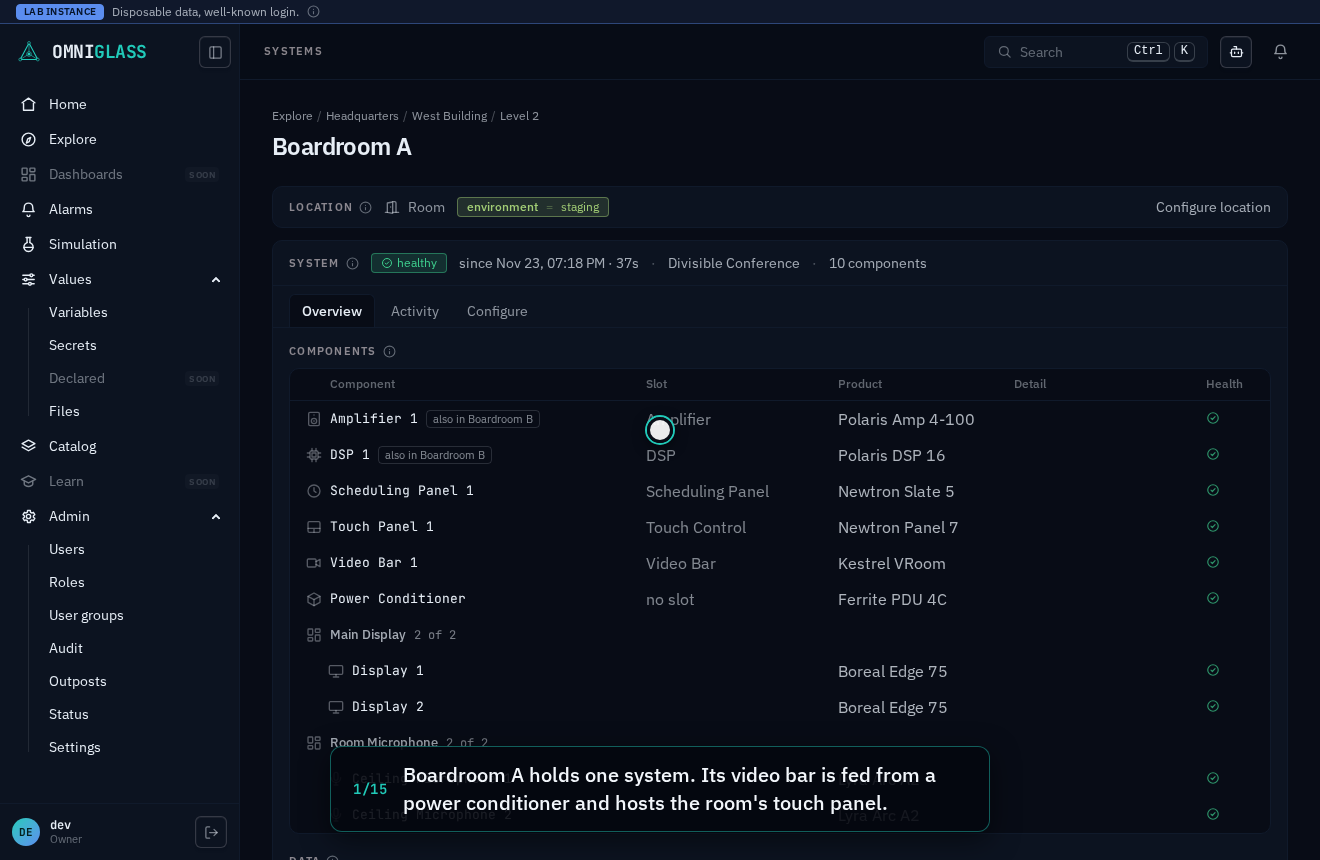 LAB INSTANCE Disposable data, well-known login.
OMNIGLASS
SYSTEMS
Search Ctrl K
Home
Explore
Dashboards SOON
Alarms
Simulation
Values
Variables
Secrets
Declared SOON
Files
Catalog
Learn SOON
Admin
Users
Roles
User groups
Audit
Outposts
Status
Settings
DE dev
Owner
Explore / Headquarters / West Building / Level 2
Boardroom A
LOCATION Room environment = staging Configure location
SYSTEM healthy since Nov 23, 07:18 PM · 37s · Divisible Conference · 10 components
Overview Activity Configure
COMPONENTS
Component Slot Product Detail Health
Amplifier 1 also in Boardroom B Amplifier Polaris Amp 4-100
DSP 1 also in Boardroom B DSP Polaris DSP 16
Scheduling Panel 1 Scheduling Panel Newtron Slate 5
Touch Panel 1 Touch Control Newtron Panel 7
Video Bar 1 Video Bar Kestrel VRoom
Power Conditioner no slot Ferrite PDU 4C
Main Display 2 of 2
Display 1 Boreal Edge 75
Display 2 Boreal Edge 75
Room Microphone 2 of 2
1/15 Boardroom A holds one system. Its video bar is fed from a
power conditioner and hosts the room's touch panel.
Ceiling Microphone 2 Lyra Arc A2
DATA